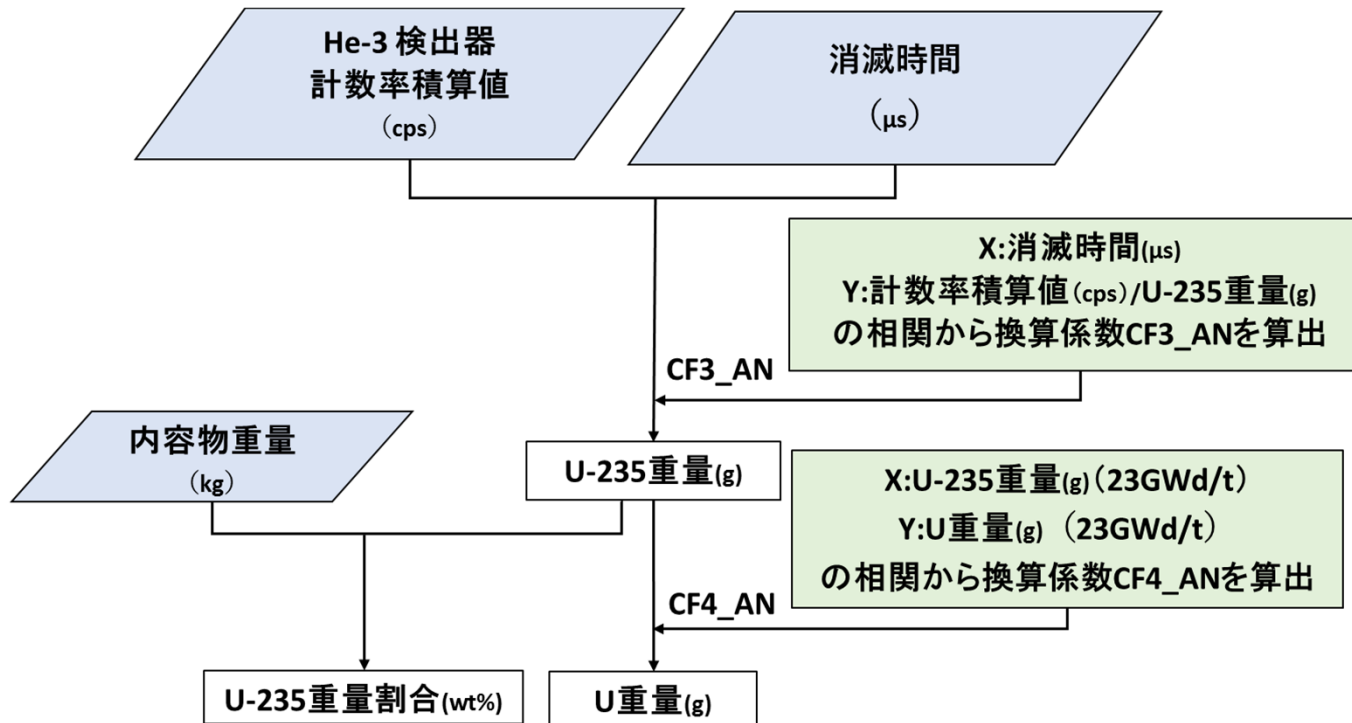 He-3 検出器
計数率積算値
（cps）
消滅時間
（μs）
X:消滅時間(μs)
Y:計数率積算値（cps）/U-235重量(g)
の相関から換算係数CF3_ANを算出
CF3_AN
内容物重量
（kg）
U-235重量(g)
X:U-235重量(g)（23GWd/t）
Y:U重量(g)（23GWd/t）
の相関から換算係数CF4_ANを算出
CF4_AN
U-235重量割合(wt%)
U重量(g)